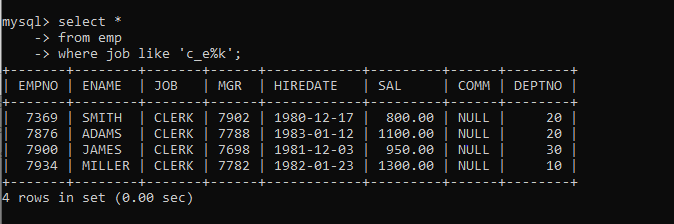 mysql> select *
    -> from emp
    -> where job like 'c_e%k';
+-------+--------+-------+------+------------+---------+------+--------+
| EMPNO | ENAME  | JOB   | MGR  | HIREDATE   | SAL     | COMM | DEPTNO |
+-------+--------+-------+------+------------+---------+------+--------+
|  7369 | SMITH  | CLERK | 7902 | 1980-12-17 |  800.00 | NULL |     20 |
|  7876 | ADAMS  | CLERK | 7788 | 1983-01-12 | 1100.00 | NULL |     20 |
|  7900 | JAMES  | CLERK | 7698 | 1981-12-03 |  950.00 | NULL |     30 |
|  7934 | MILLER | CLERK | 7782 | 1982-01-23 | 1300.00 | NULL |     10 |
+-------+--------+-------+------+------------+---------+------+--------+
4 rows in set (0.00 sec)